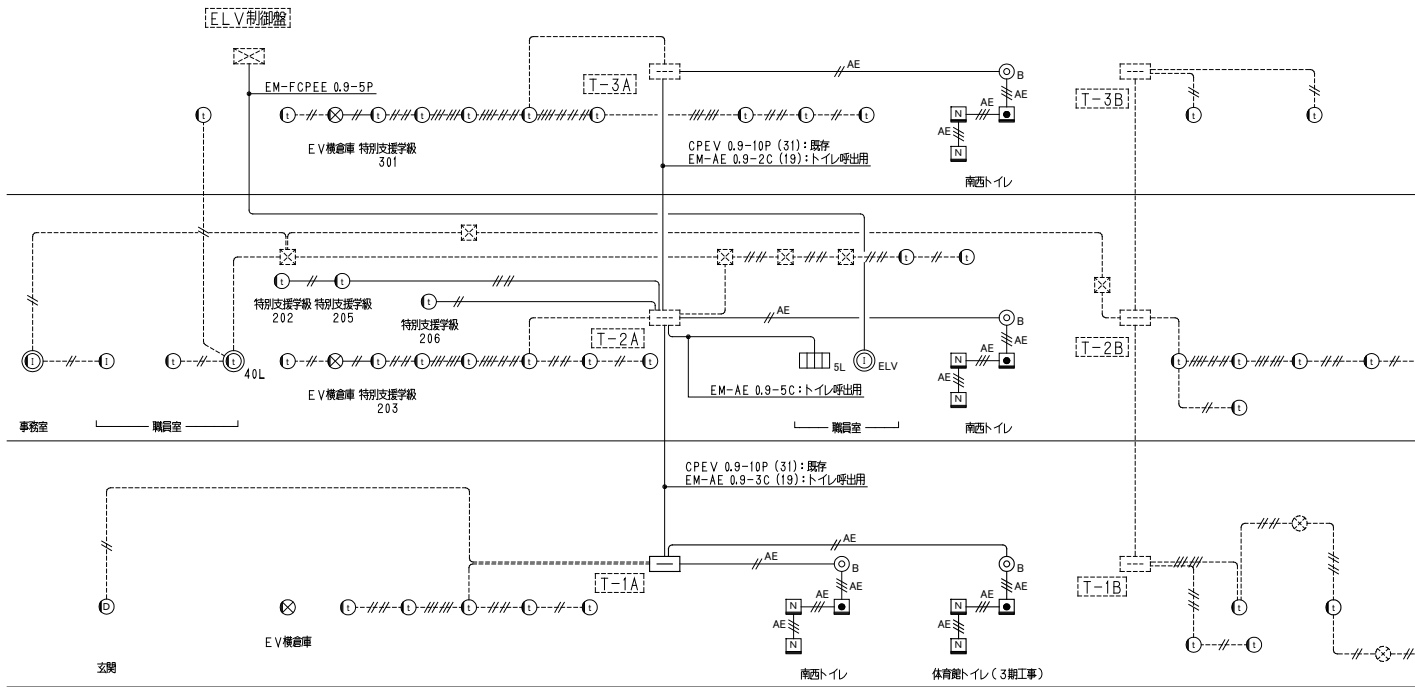 ELV制御盤
EM-FCPEE 0.9-5P
T-3A
AE
B
AE
T-3B
t
t
t
t
t
t
t
t
t
t
t
N
AE
t
t
AE
N
EV横倉庫 特別支援学級
301
CPEV 0.9-10P (31):既存
EM-AE 0.9-2C (19):トイレ呼出用
南西トイレ
t
t
t
t
特別支援学級 特別支援学級
202 205
t
特別支援学級
206
T-2A
AE
B
T-2B
AE
I
I
t
t
40L
t
t
t
t
t
t
t
t
5L
I
ELV
N
AE
t
t
t
t
AE
N
EV横倉庫 特別支援学級
203
EM-AE 0.9-5C:トイレ呼出用
t
事務室
職員室
職員室
南西トイレ
CPEV 0.9-10P (31):既存
EM-AE 0.9-3C (19):トイレ呼出用
AE
T-1A
AE
B
B
T-1B
AE
AE
D
t
t
t
t
t
N
AE
N
AE
t
t
AE
N
AE
N
t
t
EV横倉庫
玄関
南西トイレ
体育館トイレ(3期工事)